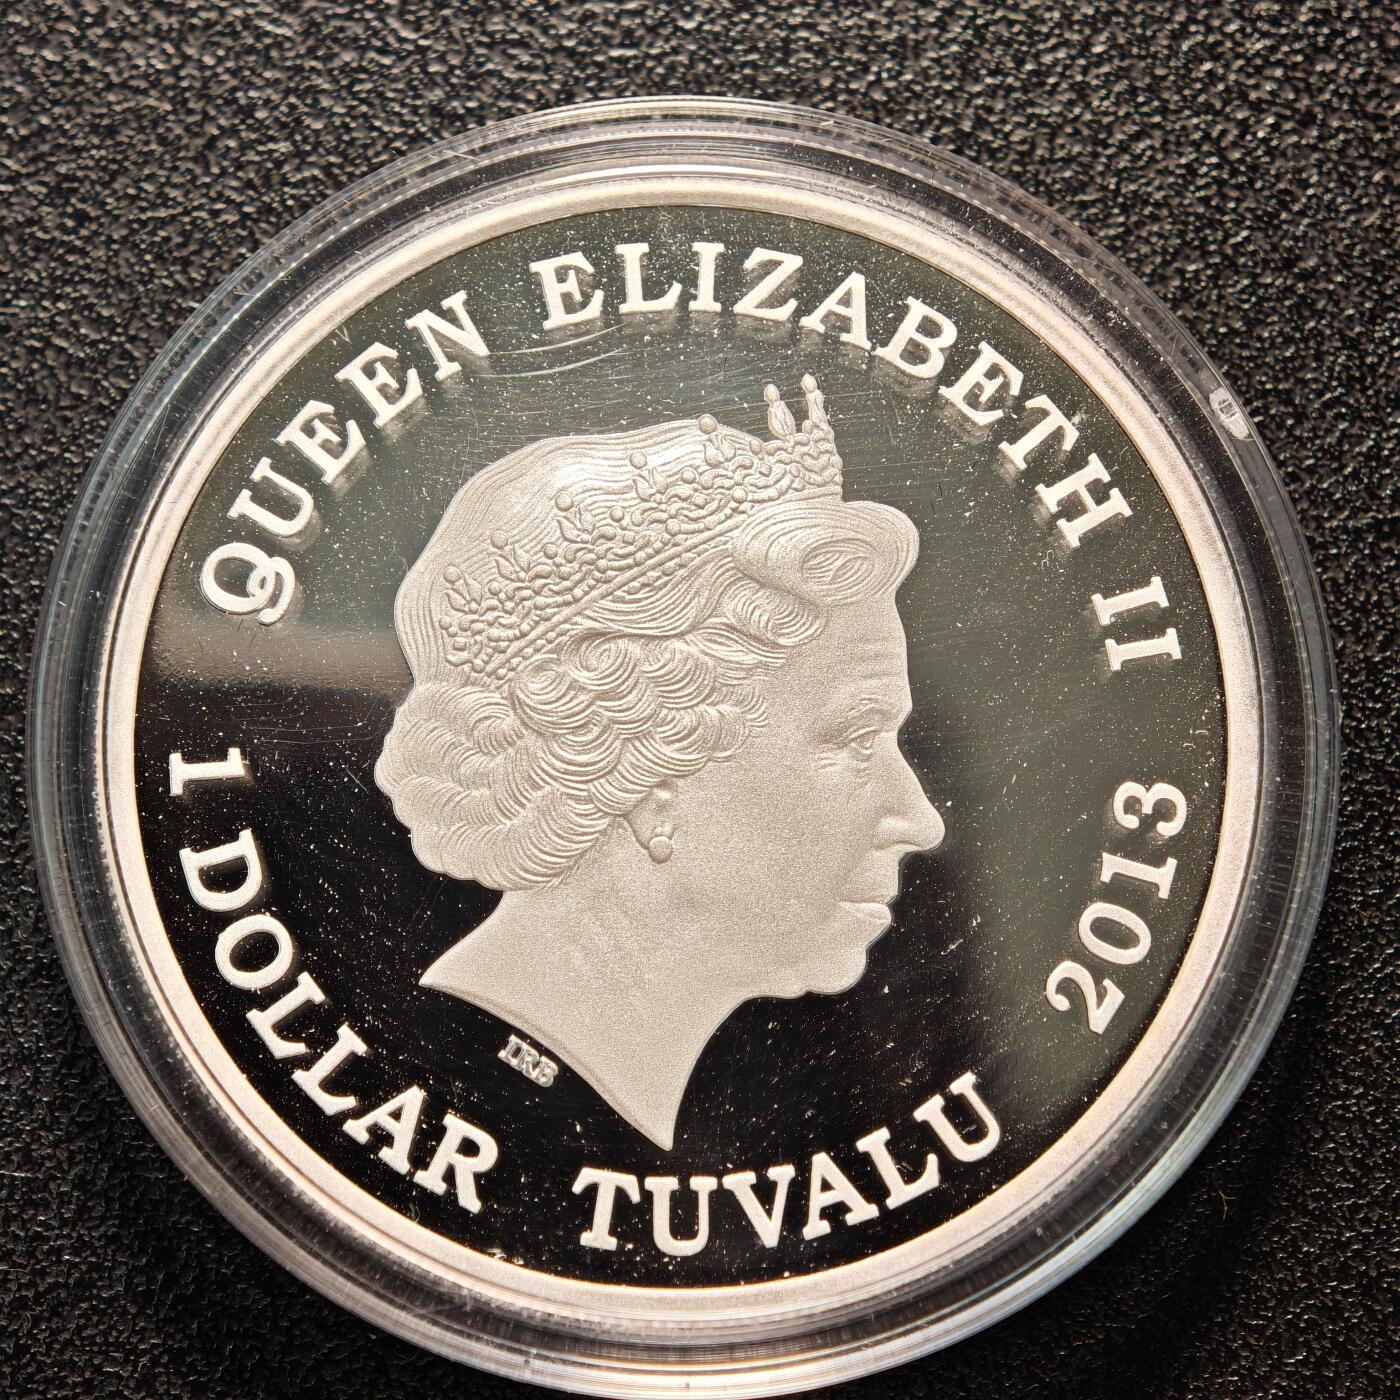 QUEEN ELIZABETH II 2013
1 DOLLAR TUVALU
IRB